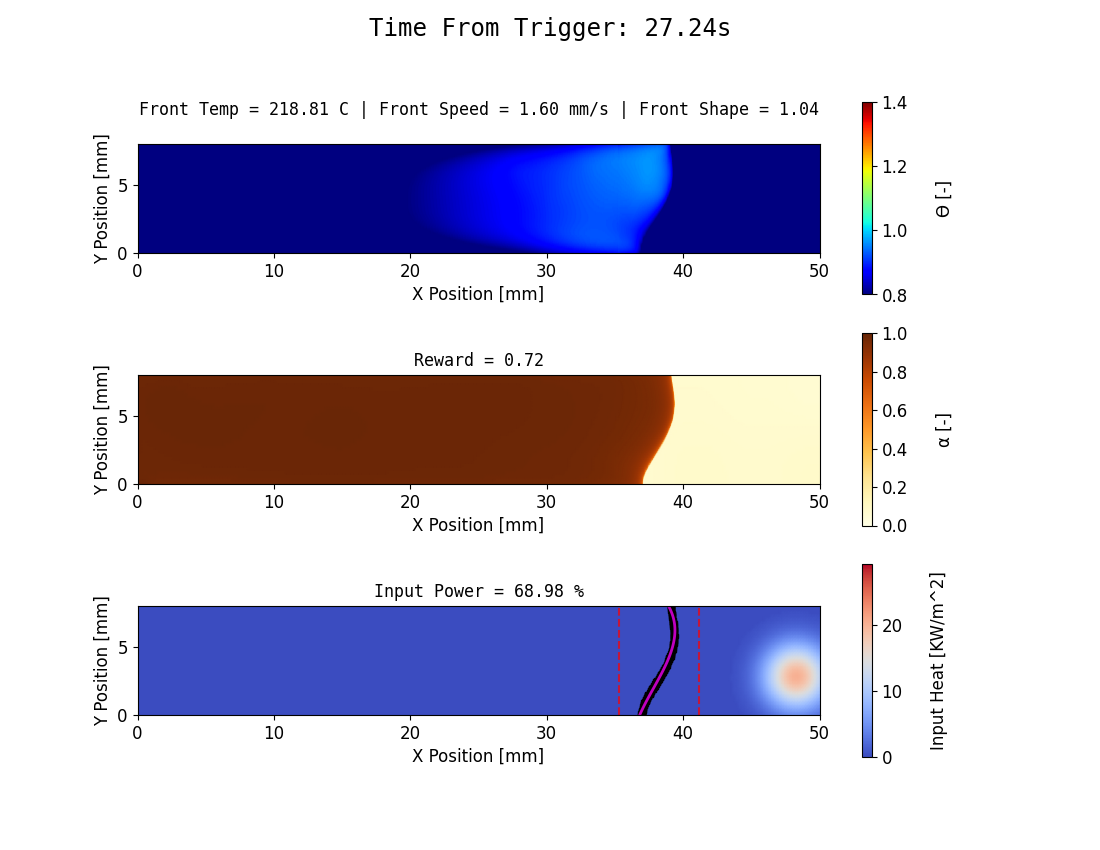 Time From Trigger: 27.24s
Front Temp = 218.81 C | Front Speed = 1.60 mm/s | Front Shape = 1.04
Y Position [mm]
5
0
0 10 20 30 40 50
X Position [mm]
1.4
1.2
1.0
0.8
Θ [-]
Reward = 0.72
Y Position [mm]
5
0
0 10 20 30 40 50
X Position [mm]
1.0
0.8
0.6
0.4
0.2
0.0
α [-]
Input Power = 68.98 %
Y Position [mm]
5
0
0 10 20 30 40 50
X Position [mm]
20
10
0
Input Heat [KW/m^2]